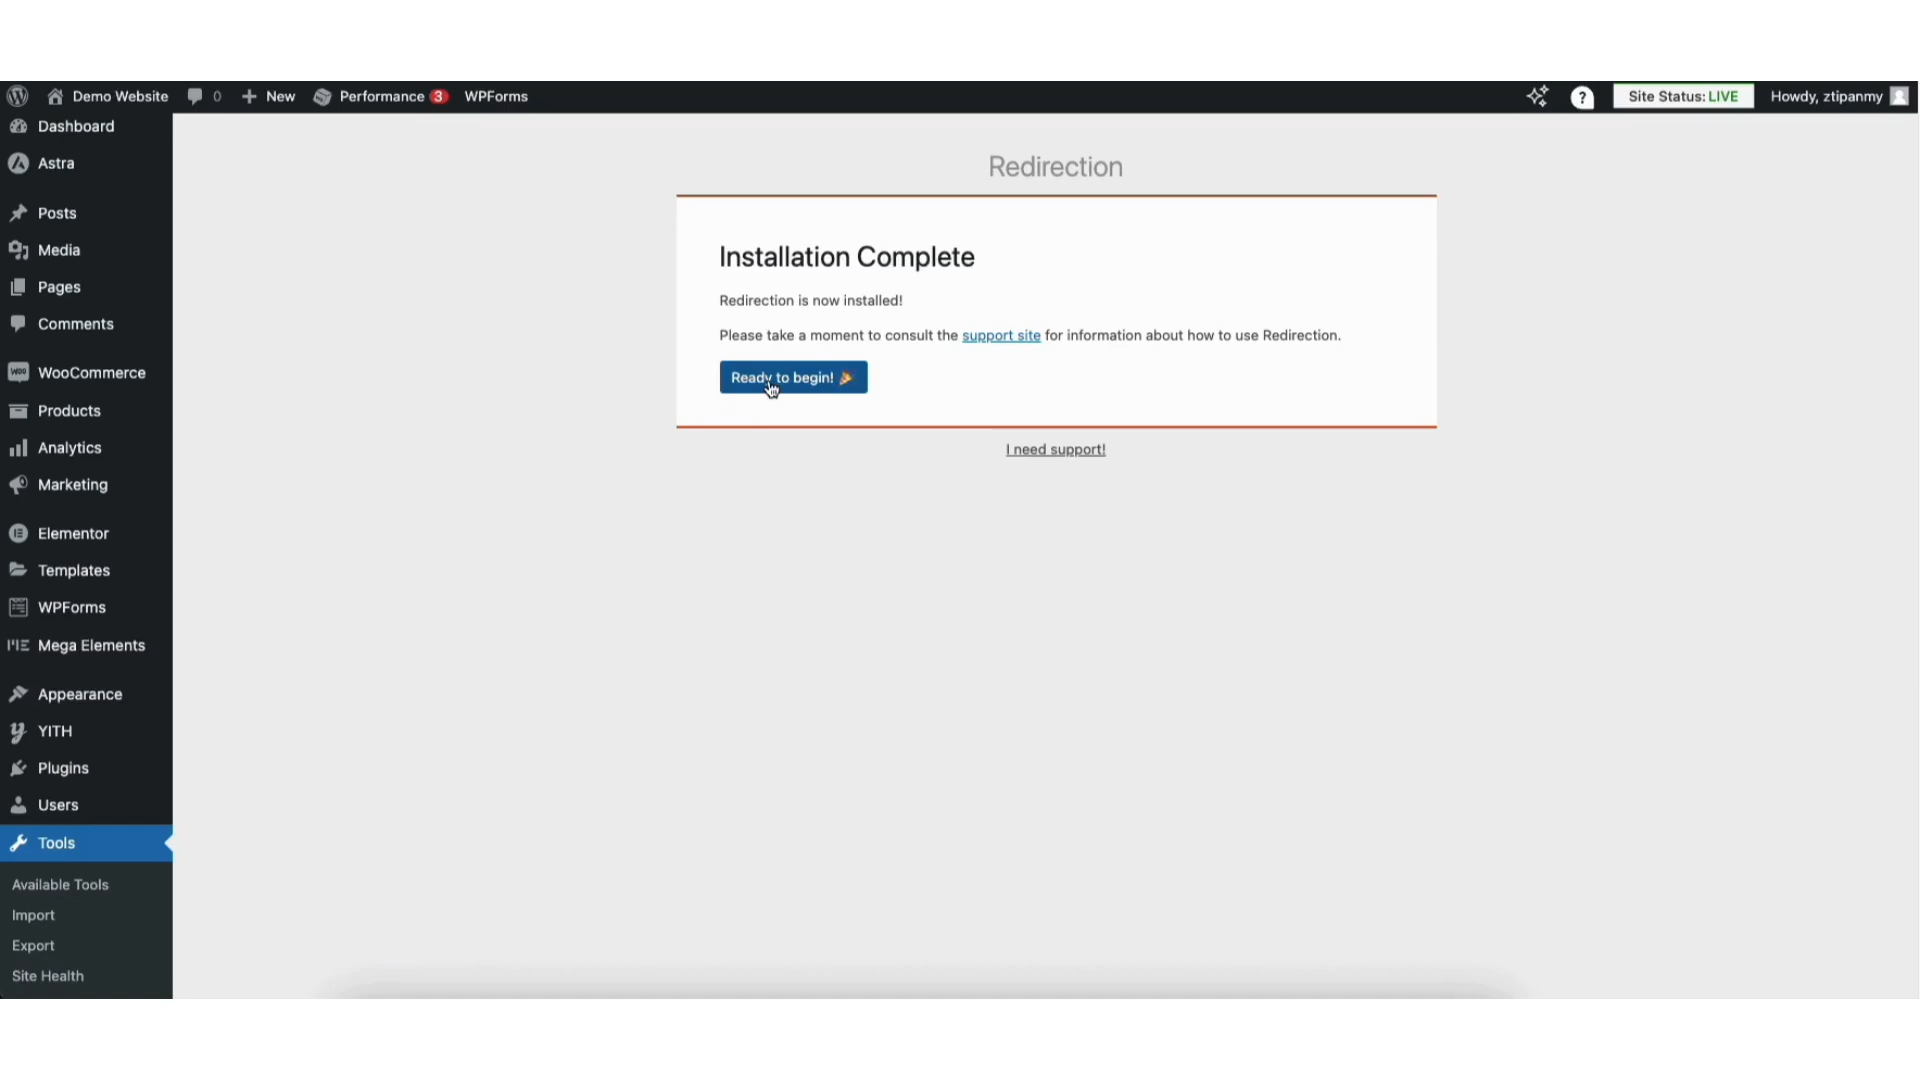 Demo Website 0 New Performance 3 WPForms ? Site Status: LIVE Howdy, ztipanmy
Dashboard
Astra
Posts
Media
Pages
Comments
WooCommerce
Products
Analytics
Marketing
Elementor
Templates
WPForms
Mega Elements
Appearance
YITH
Plugins
Users
Tools
Available Tools
Import
Export
Site Health
Redirection
Installation Complete
Redirection is now installed!
Please take a moment to consult the support site for information about how to use Redirection.
Ready to begin! 🎉
I need support!